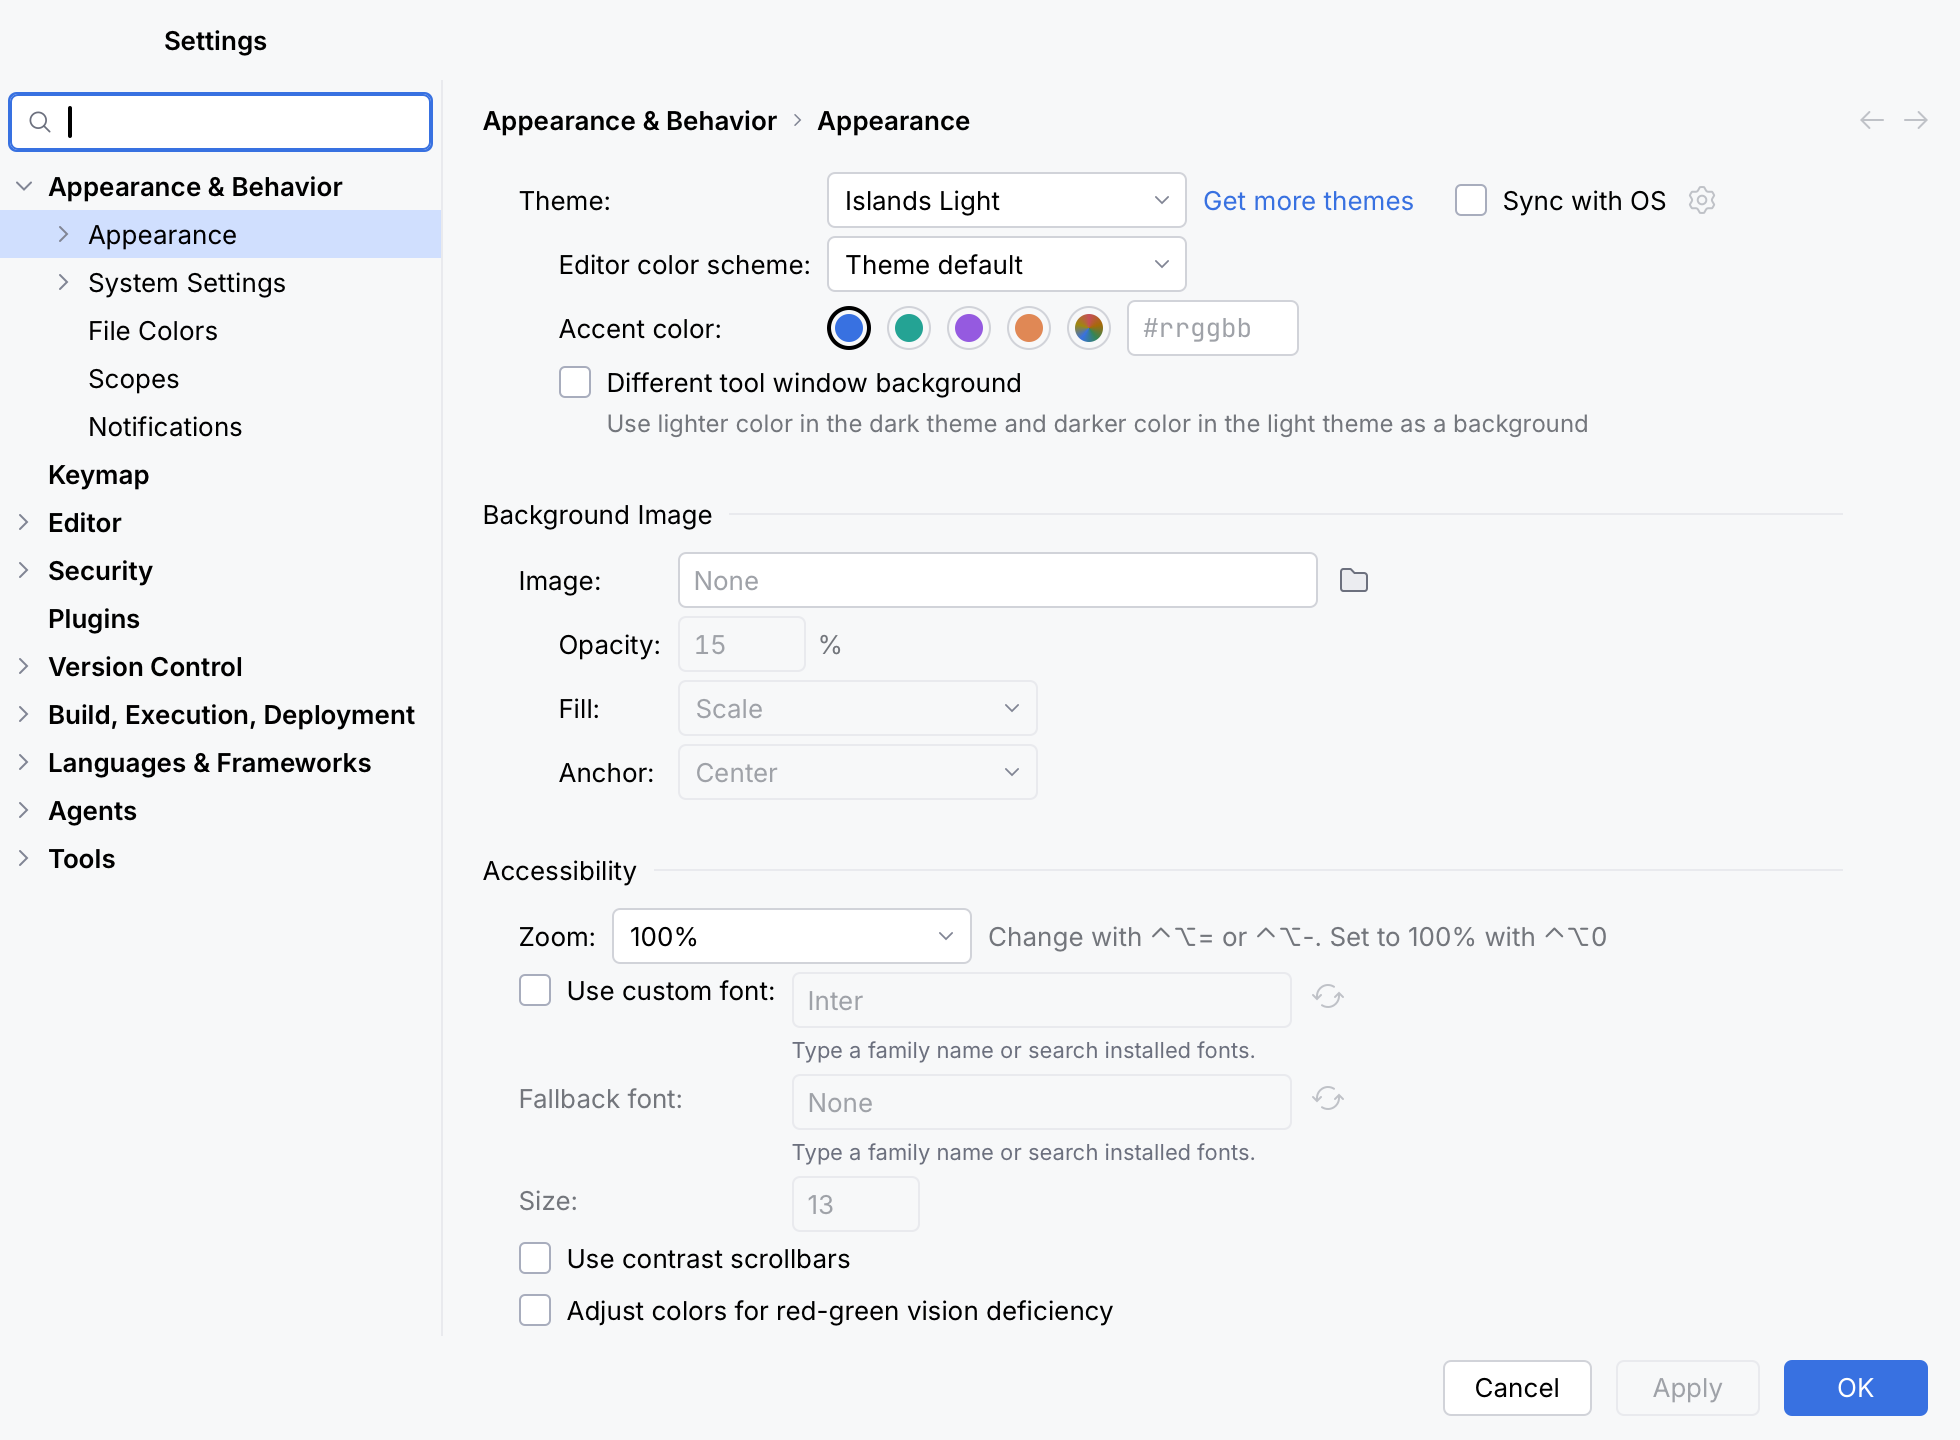 Settings
Appearance & Behavior
Appearance
System Settings
File Colors
Scopes
Notifications
Keymap
Editor
Security
Plugins
Version Control
Build, Execution, Deployment
Languages & Frameworks
Agents
Tools
Appearance & Behavior › Appearance
Theme: Islands Light Get more themes Sync with OS
Editor color scheme: Theme default
Accent color: #rrggbb
Different tool window background
Use lighter color in the dark theme and darker color in the light theme as a background
Background Image
Image: None
Opacity: 15 %
Fill: Scale
Anchor: Center
Accessibility
Zoom: 100% Change with ⌃⌥= or ⌃⌥-. Set to 100% with ⌃⌥0
Use custom font: Inter
Type a family name or search installed fonts.
Fallback font: None
Type a family name or search installed fonts.
Size: 13
Use contrast scrollbars
Adjust colors for red-green vision deficiency
Cancel Apply OK